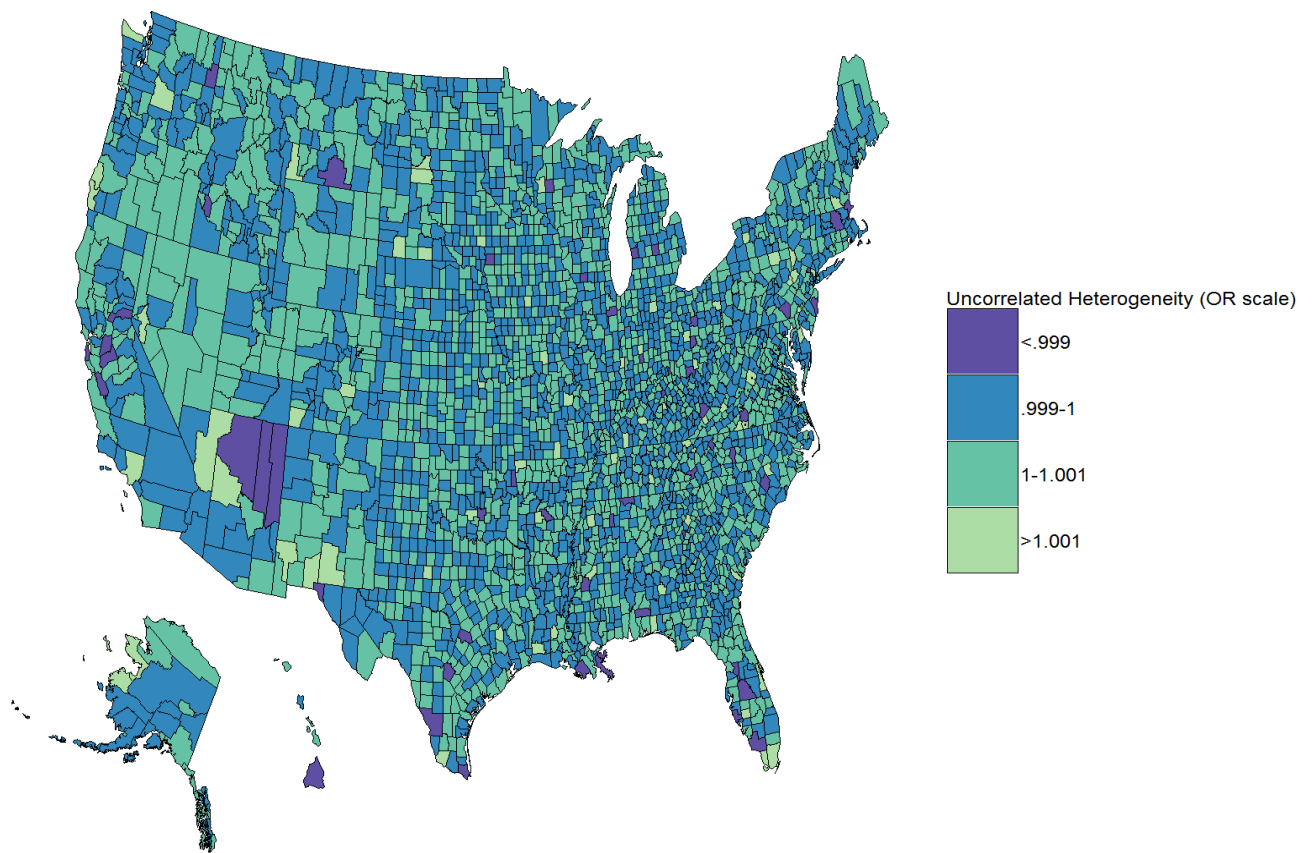 Uncorrelated Heterogeneity (OR scale)
<.999
.999-1
1-1.001
>1.001